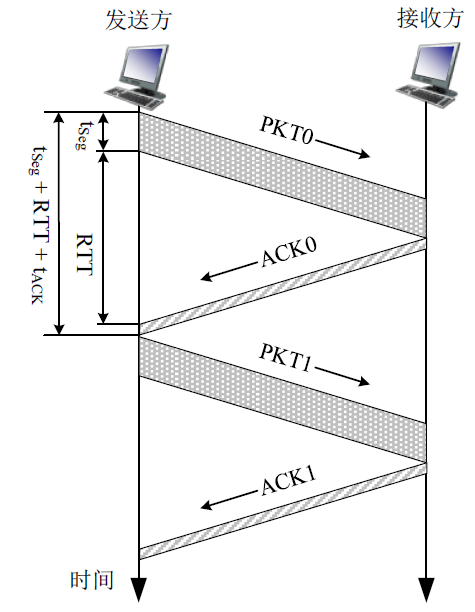 发送方
接收方
tSeg
tSeg + RTT + tACK
RTT
PKT0
ACK0
PKT1
ACK1
时间